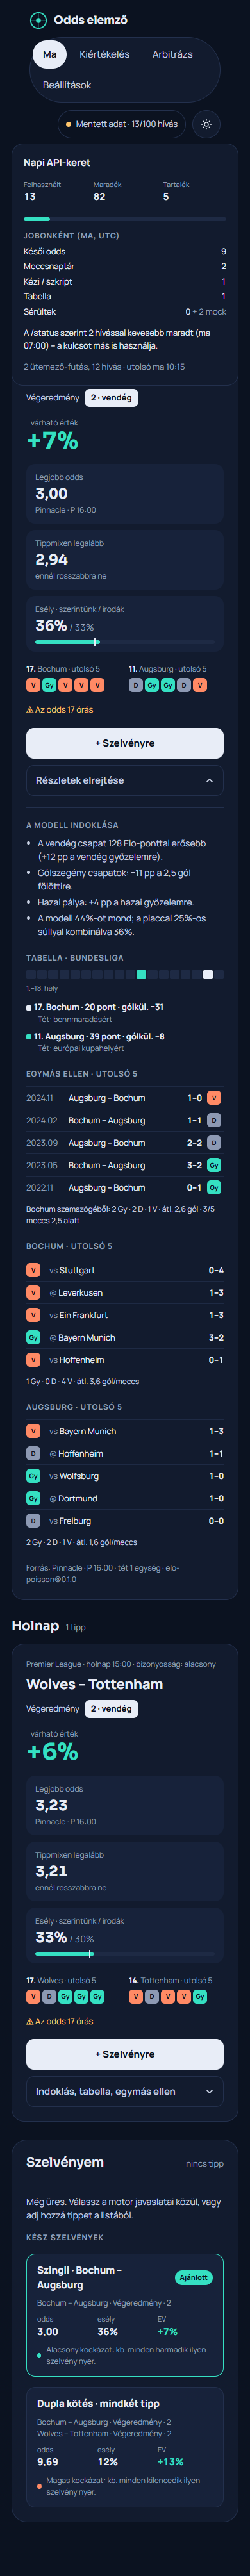 Odds elemző
Ma
Kiértékelés
Arbitrázs
Beállítások
Mentett adat · 13/100 hívás
Napi API-keret
Felhasznált
Maradék
Tartalék
13
82
5
JOBONKÉNT (MA, UTC)
Késői odds 9
Meccsnaptár 2
Kézi / szkript 1
Tabella 1
Sérültek 0 + 2 mock
A /status szerint 2 hívással kevesebb maradt (ma
07:00) – a kulcsot más is használja.
2 ütemező-futás, 12 hívás · utolsó ma 10:15
Végeredmény 2 · vendég
várható érték
+7%
Legjobb odds
3,00
Pinnacle · P 16:00
Tippmixen legalább
2,94
ennél rosszabbra ne
Esély · szerintünk / irodák
36% / 33%
17. Bochum · utolsó 5
11. Augsburg · utolsó 5
V Gy V V V
D Gy Gy D V
⚠ Az odds 17 órás
+ Szelvényre
Részletek elrejtése
A MODELL INDOKLÁSA
• A vendég csapat 128 Elo-ponttal erősebb
(+12 pp a vendég győzelemre).
• Gólszegény csapatok: −11 pp a 2,5 gól
fölöttire.
• Hazai pálya: +4 pp a hazai győzelemre.
• A modell 44%-ot mond; a piaccal 25%-os
súllyal kombinálva 36%.
TABELLA · BUNDESLIGA
1.–18. hely
17. Bochum · 20 pont · gólkül. −31
Tét: bennmaradásért
11. Augsburg · 39 pont · gólkül. −8
Tét: európai kupahelyért
EGYMÁS ELLEN · UTOLSÓ 5
2024.11 Augsburg – Bochum 1–0 V
2024.02 Bochum – Augsburg 1–1 D
2023.09 Augsburg – Bochum 2–2 D
2023.05 Bochum – Augsburg 3–2 Gy
2022.11 Augsburg – Bochum 0–1 Gy
Bochum szemszögéből: 2 Gy · 2 D · 1 V · átl. 2,6 gól · 3/5
meccs 2,5 alatt
BOCHUM · UTOLSÓ 5
V vs Stuttgart 0–4
V @ Leverkusen 1–3
V vs Ein Frankfurt 1–3
Gy @ Bayern Munich 3–2
V vs Hoffenheim 0–1
1 Gy · 0 D · 4 V · átl. 3,6 gól/meccs
AUGSBURG · UTOLSÓ 5
V vs Bayern Munich 1–3
D @ Hoffenheim 1–1
Gy vs Wolfsburg 1–0
Gy @ Dortmund 1–0
D vs Freiburg 0–0
2 Gy · 2 D · 1 V · átl. 1,6 gól/meccs
Forrás: Pinnacle · P 16:00 · tét 1 egység · elo-
poisson@0.1.0
Holnap 1 tipp
Premier League · holnap 15:00 · bizonyosság: alacsony
Wolves – Tottenham
Végeredmény 2 · vendég
várható érték
+6%
Legjobb odds
3,23
Pinnacle · P 16:00
Tippmixen legalább
3,21
ennél rosszabbra ne
Esély · szerintünk / irodák
33% / 30%
17. Wolves · utolsó 5
14. Tottenham · utolsó 5
V D Gy Gy Gy
V D V V Gy
⚠ Az odds 17 órás
+ Szelvényre
Indoklás, tabella, egymás ellen
Szelvényem nincs tipp
Még üres. Válassz a motor javaslatai közül, vagy
adj hozzá tippet a listából.
KÉSZ SZELVÉNYEK
Szingli · Bochum –
Augsburg
Ajánlott
Bochum – Augsburg · Végeredmény · 2
odds
esély
EV
3,00
36%
+7%
Alacsony kockázat: kb. minden harmadik ilyen
szelvény nyer.
Dupla kötés · mindkét tipp
Bochum – Augsburg · Végeredmény · 2
Wolves – Tottenham · Végeredmény · 2
odds
esély
EV
9,69
12%
+13%
Magas kockázat: kb. minden kilencedik ilyen
szelvény nyer.